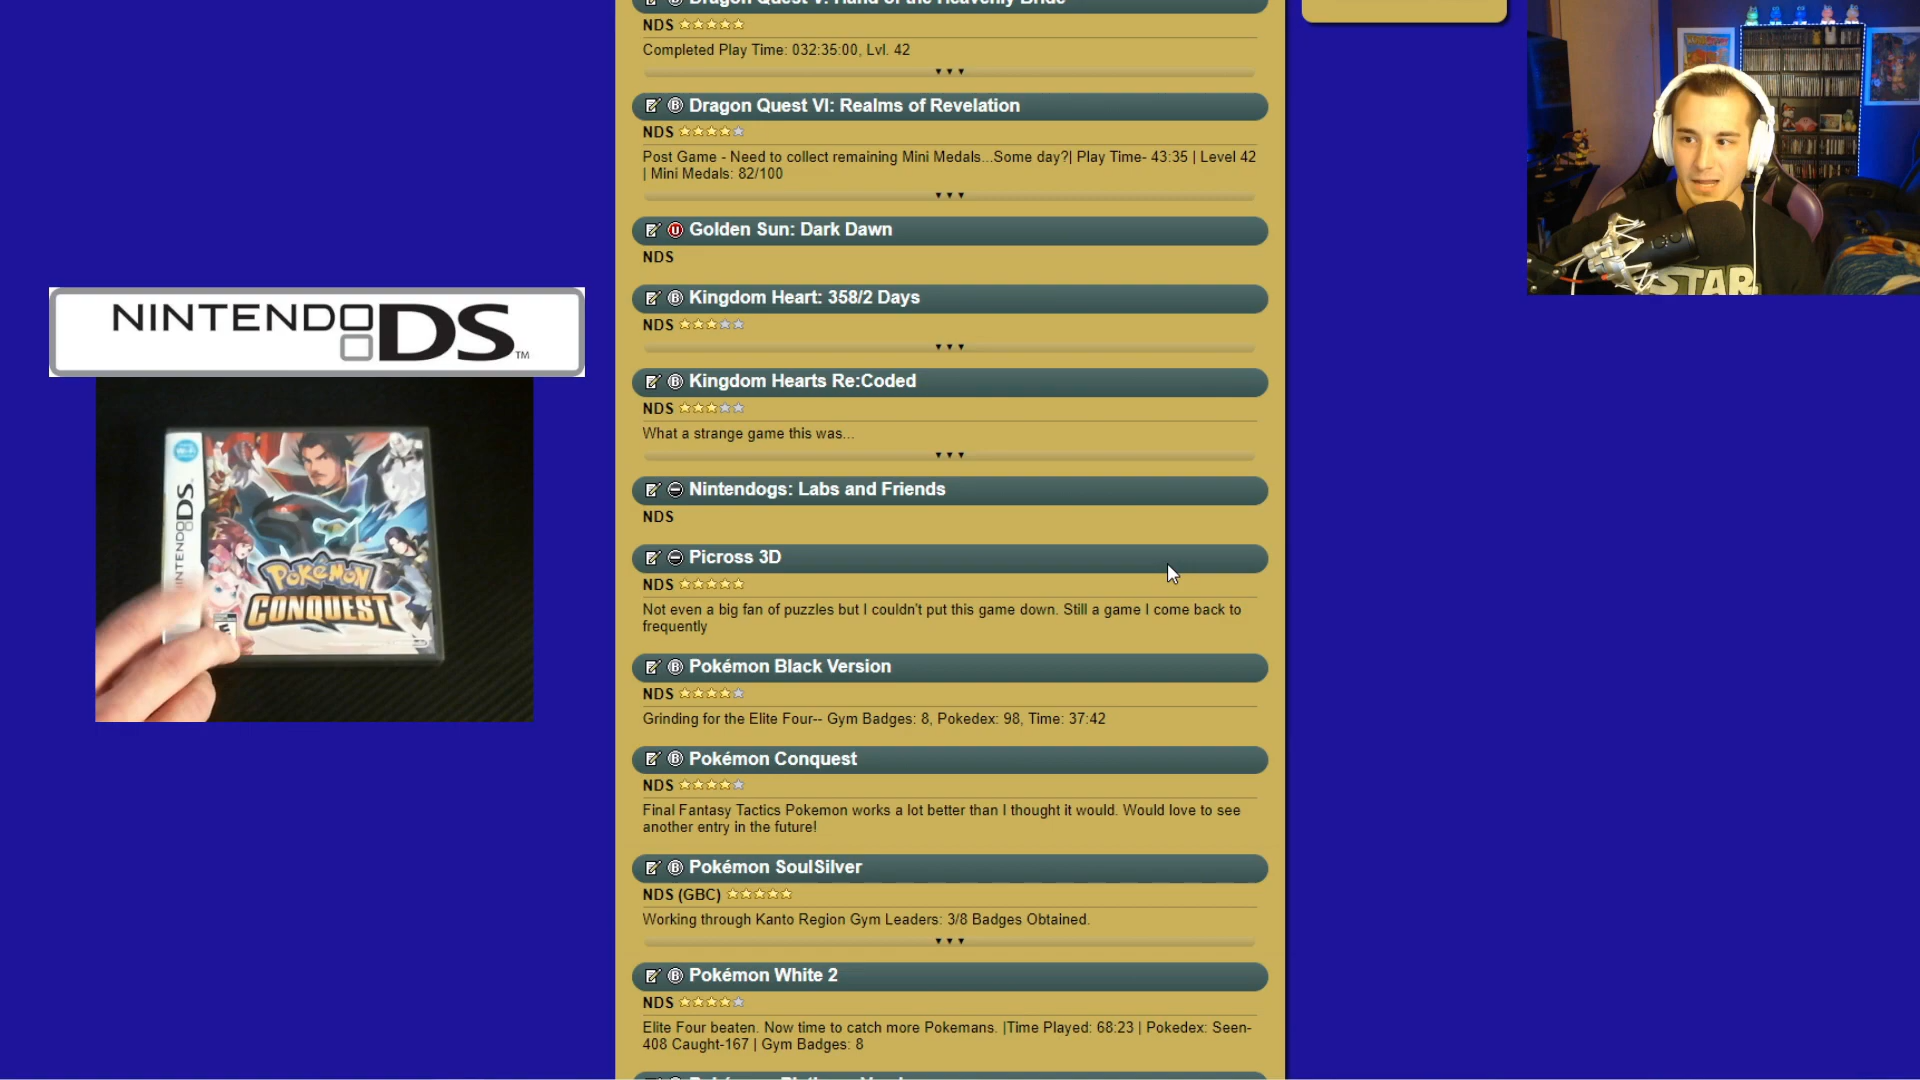 Dragon Quest V: Hand of the Heavenly Bride
NDS
Completed Play Time: 032:35:00, Lvl. 42
Dragon Quest VI: Realms of Revelation
NDS
Post Game - Need to collect remaining Mini Medals...Some day?| Play Time- 43:35 | Level 42
| Mini Medals: 82/100
U Golden Sun: Dark Dawn
NDS
B Kingdom Heart: 358/2 Days
NDS
B Kingdom Hearts Re:Coded
NDS
What a strange game this was...
Nintendogs: Labs and Friends
NDS
Picross 3D
NDS
Not even a big fan of puzzles but I couldn't put this game down. Still a game I come back to
frequently
B Pokémon Black Version
NDS
Grinding for the Elite Four-- Gym Badges: 8, Pokedex: 98, Time: 37:42
B Pokémon Conquest
NDS
Final Fantasy Tactics Pokemon works a lot better than I thought it would. Would love to see
another entry in the future!
B Pokémon SoulSilver
NDS (GBC)
Working through Kanto Region Gym Leaders: 3/8 Badges Obtained.
B Pokémon White 2
NDS
Elite Four beaten. Now time to catch more Pokemans. |Time Played: 68:23 | Pokedex: Seen-
408 Caught-167 | Gym Badges: 8
NINTENDO DS TM
NINTENDO DS
POKéMON
CONQUEST
E
STAR